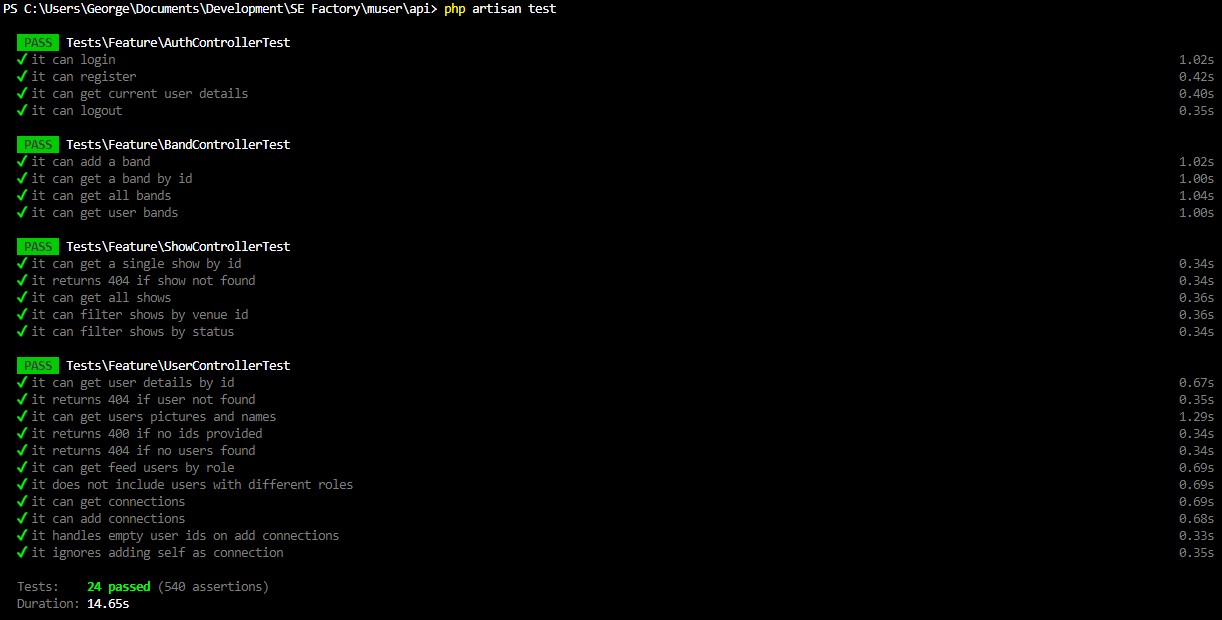 PS C:\Users\George\Documents\Development\SE Factory\muser\api> php artisan test
PASS Tests\Feature\AuthControllerTest
✓ it can login 1.02s
✓ it can register 0.42s
✓ it can get current user details 0.40s
✓ it can logout 0.35s
PASS Tests\Feature\BandControllerTest
✓ it can add a band 1.02s
✓ it can get a band by id 1.00s
✓ it can get all bands 1.04s
✓ it can get user bands 1.00s
PASS Tests\Feature\ShowControllerTest
✓ it can get a single show by id 0.34s
✓ it returns 404 if show not found 0.34s
✓ it can get all shows 0.36s
✓ it can filter shows by venue id 0.36s
✓ it can filter shows by status 0.34s
PASS Tests\Feature\UserControllerTest
✓ it can get user details by id 0.67s
✓ it returns 404 if user not found 0.35s
✓ it can get users pictures and names 1.29s
✓ it returns 400 if no ids provided 0.34s
✓ it returns 404 if no users found 0.34s
✓ it can get feed users by role 0.69s
✓ it does not include users with different roles 0.69s
✓ it can get connections 0.69s
✓ it can add connections 0.68s
✓ it handles empty user ids on add connections 0.33s
✓ it ignores adding self as connection 0.35s
Tests: 24 passed (540 assertions)
Duration: 14.65s